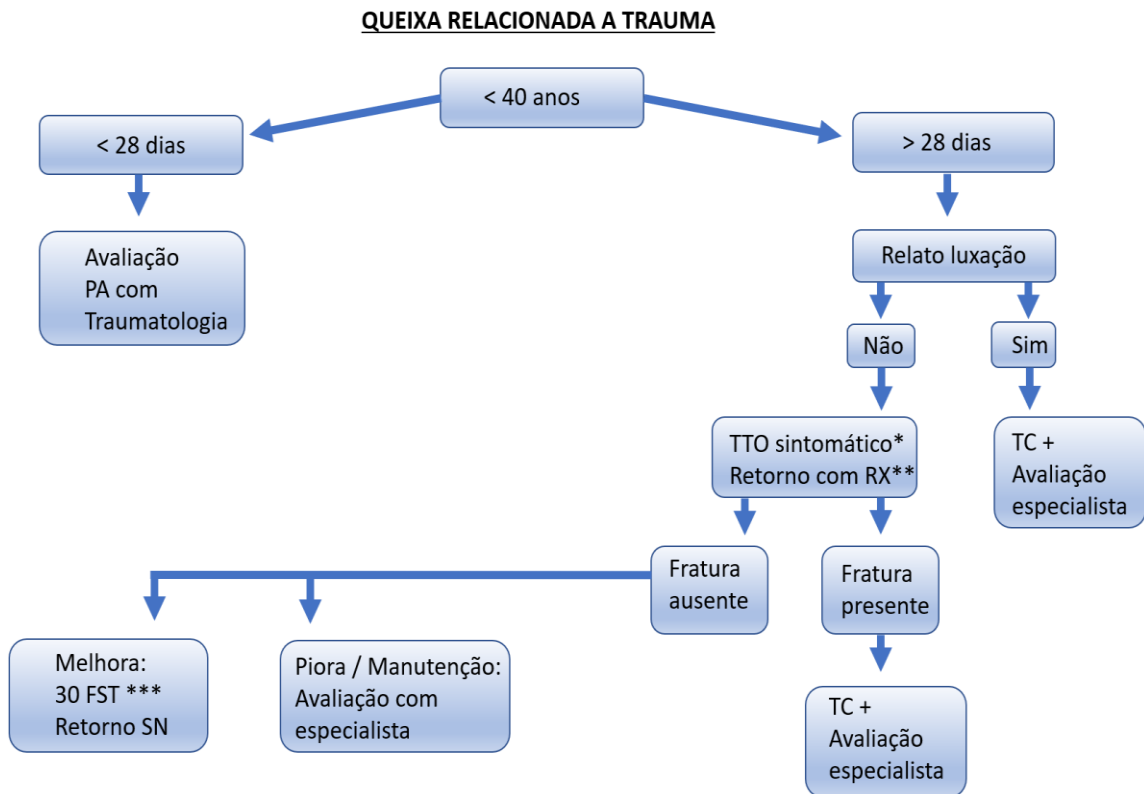 QUEIXA RELACIONADA A TRAUMA
< 40 anos
< 28 dias
> 28 dias
Avaliação
PA com
Traumatologia
Relato luxação
Não
Sim
TTO sintomático*
Retorno com RX**
TC +
Avaliação
especialista
Fratura
ausente
Fratura
presente
Melhora:
30 FST ***
Retorno SN
Piora / Manutenção:
Avaliação com
especialista
TC +
Avaliação
especialista